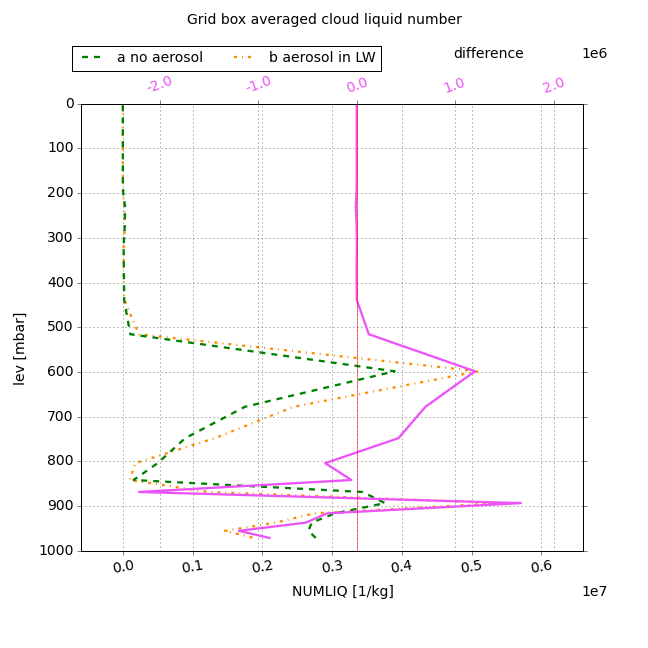 Grid box averaged cloud liquid number
a no aerosol b aerosol in LW
difference 1e6
-2.0 -1.0 0.0 1.0 2.0
0
100
200
300
400
500
600
700
800
900
1000
lev [mbar]
0.0 0.1 0.2 0.3 0.4 0.5 0.6
NUMLIQ [1/kg] 1e7